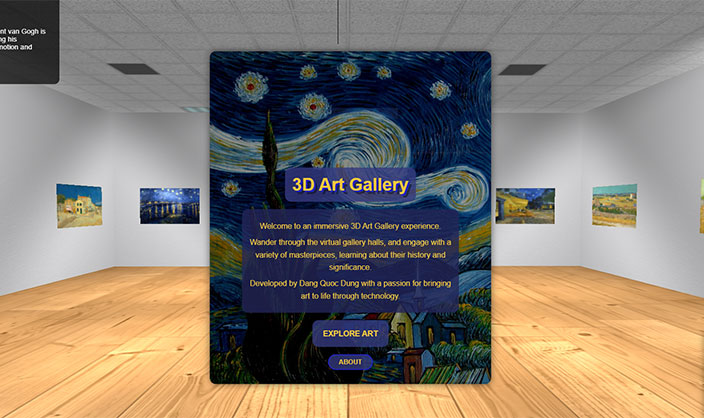 nt van Gogh is
ng his
motion and
3D Art Gallery
Welcome to an immersive 3D Art Gallery experience.
Wander through the virtual gallery halls, and engage with a
variety of masterpieces, learning about their history and
significance.
Developed by Dang Quoc Dung with a passion for bringing
art to life through technology.
EXPLORE ART
ABOUT